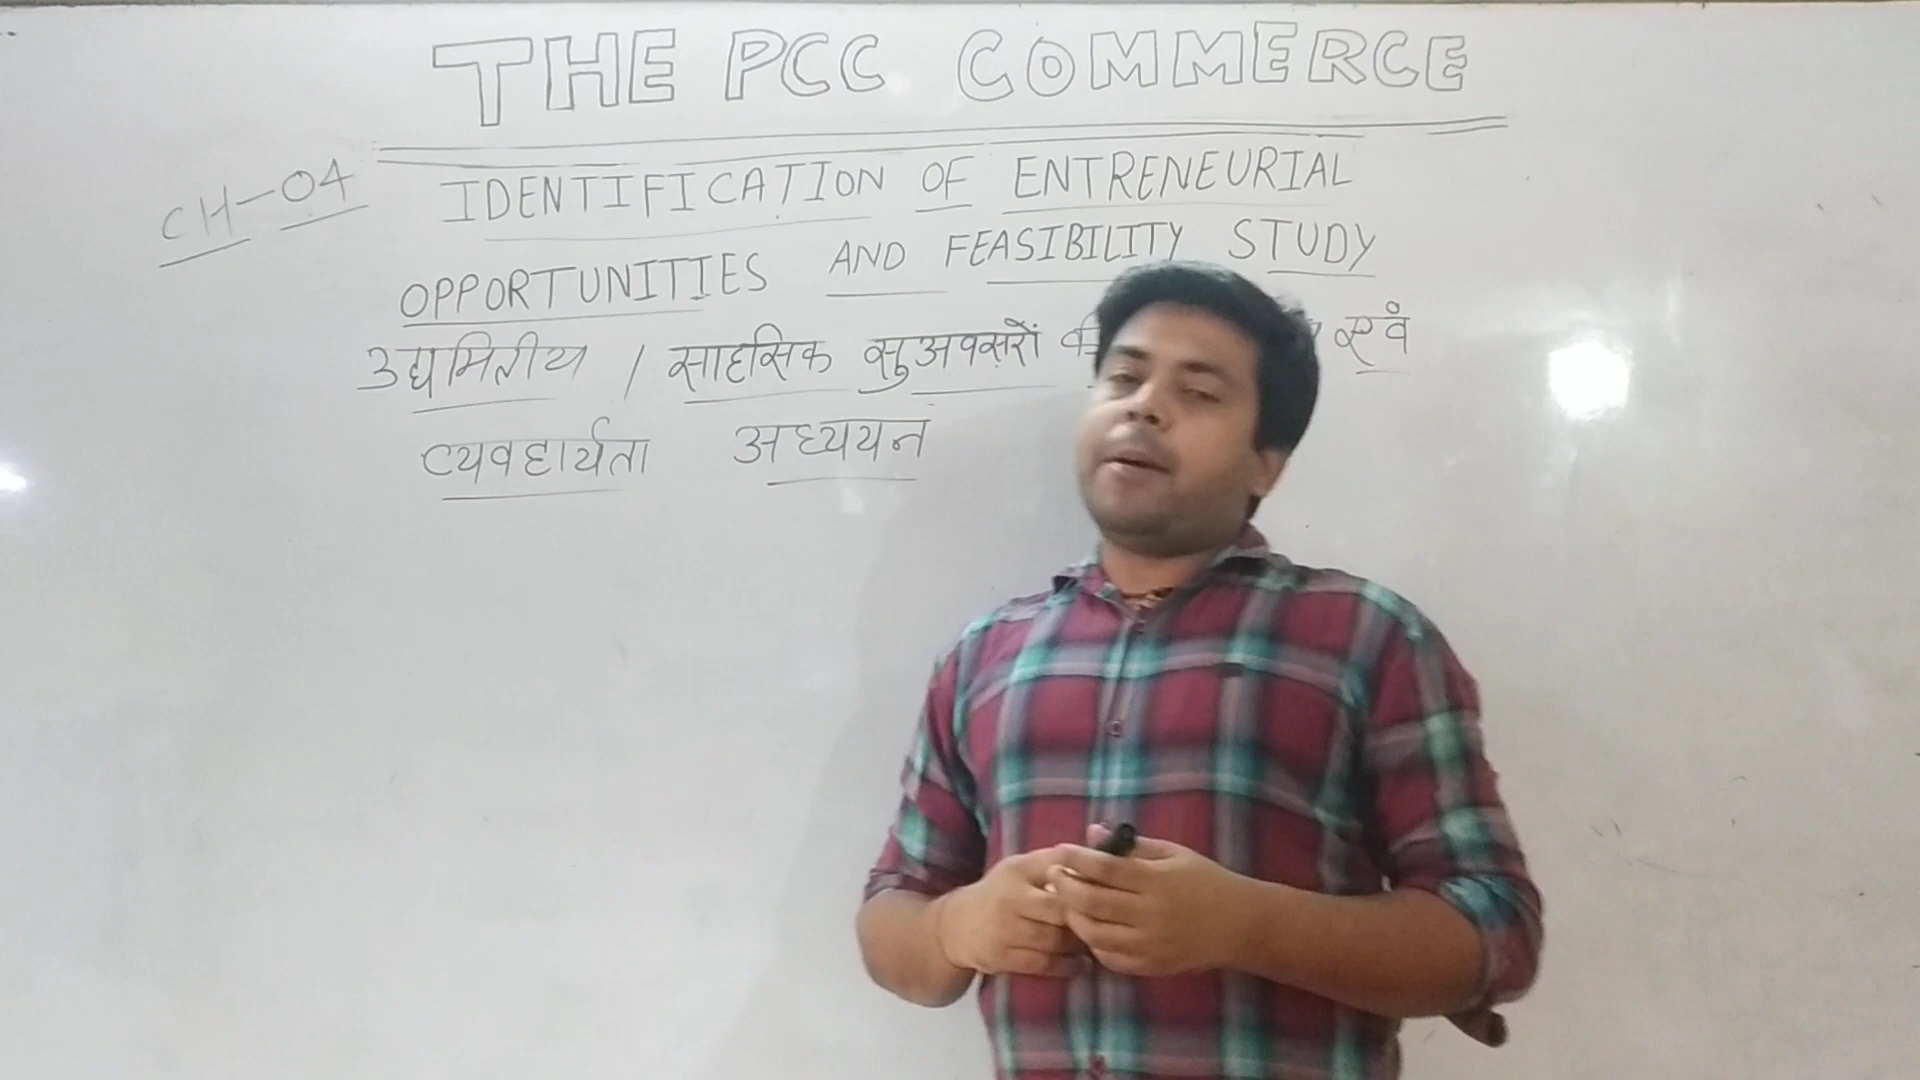 THE PCC COMMERCE
CH-04
IDENTIFICATION OF ENTRENEURIAL
OPPORTUNITIES AND FEASIBILITY STUDY
उद्यमितीय / साहसिक सुअवसरों एवं
व्यवहार्यता अध्ययन